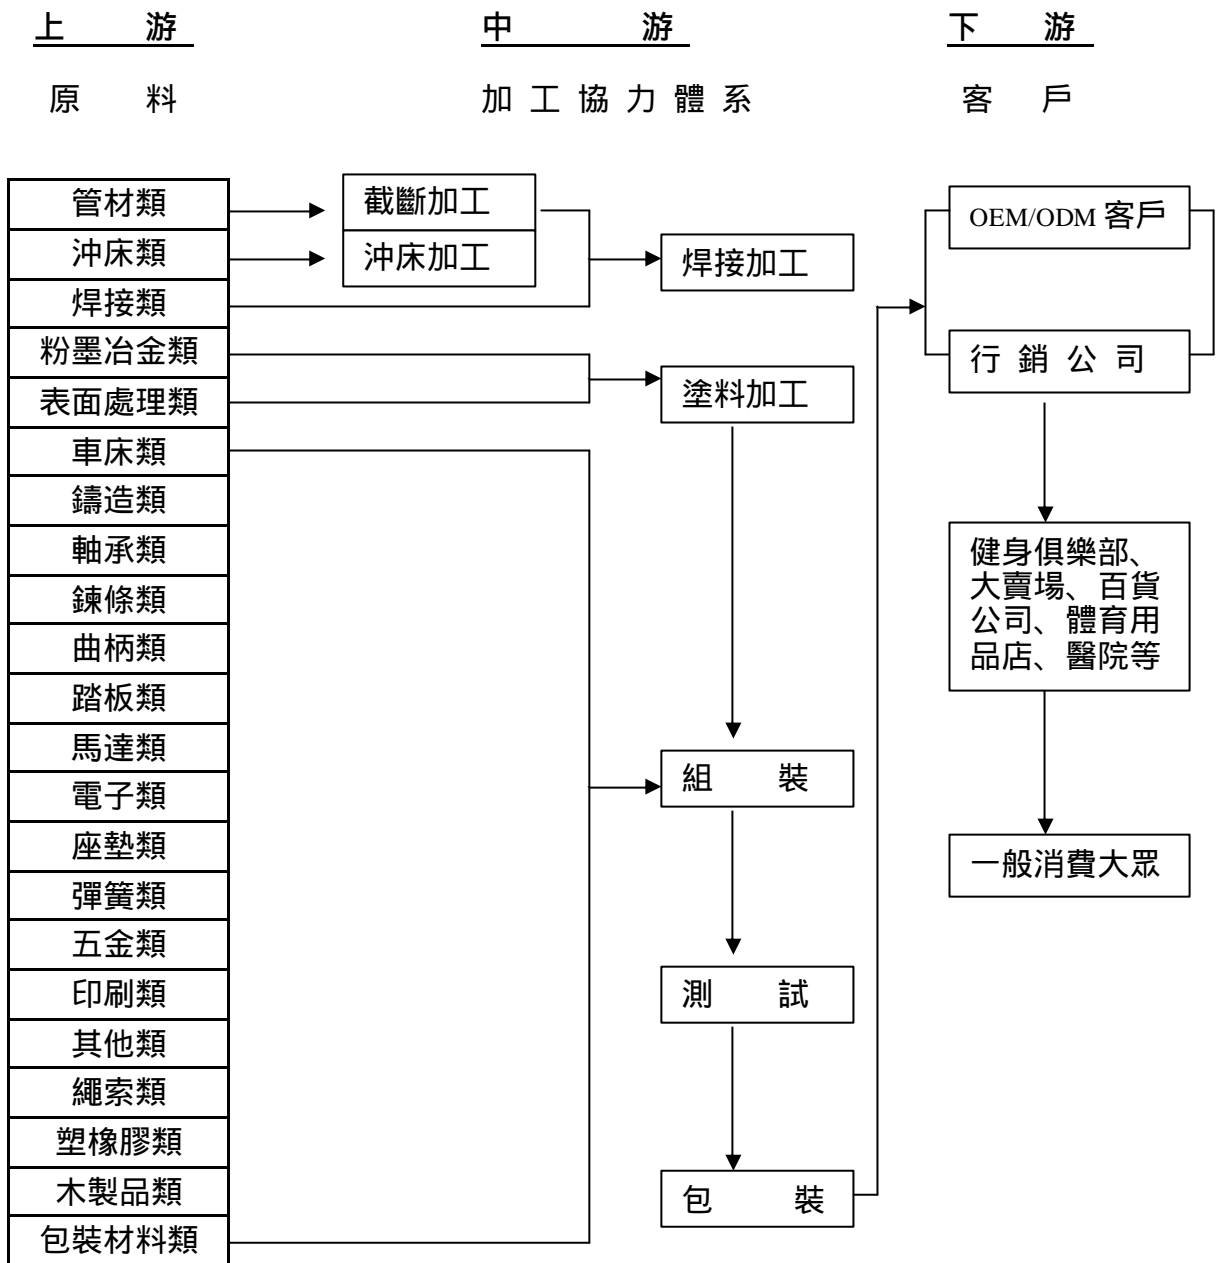 上 游
中 游
下 游
原 料
加 工 協 力 體 系
客 戶
管材類
沖床類
焊接類
粉墨冶金類
表面處理類
車床類
鑄造類
軸承類
鍊條類
曲柄類
踏板類
馬達類
電子類
座墊類
彈簧類
五金類
印刷類
其他類
繩索類
塑橡膠類
木製品類
包裝材料類
截斷加工
沖床加工
焊接加工
塗料加工
組 裝
測 試
包 裝
OEM/ODM 客戶
行 銷 公 司
健身俱樂部、
大賣場、百貨
公司、體育用
品店、醫院等
一般消費大眾